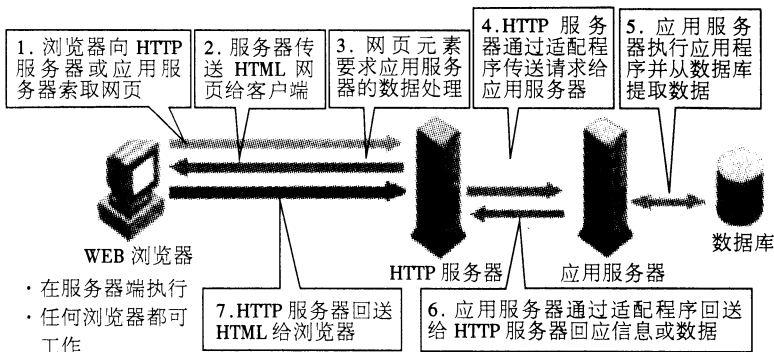 1. 浏览器向 HTTP
服务器或应用服
务器索取网页
2. 服务器传
送 HTML 网
页给客户端
3. 网页元素
要求应用服务
器的数据处理
4.HTTP 服务
器通过适配程
序传送请求给
应用服务器
5. 应用服务
器执行应用程
序并从数据库
提取数据
WEB 浏览器
HTTP 服务器
应用服务器
数据库
· 在服务器端执行
· 任何浏览器都可
工作
7.HTTP 服务器回送
HTML 给浏览器
6. 应用服务器通过适配程序回送
给 HTTP 服务器回应信息或数据